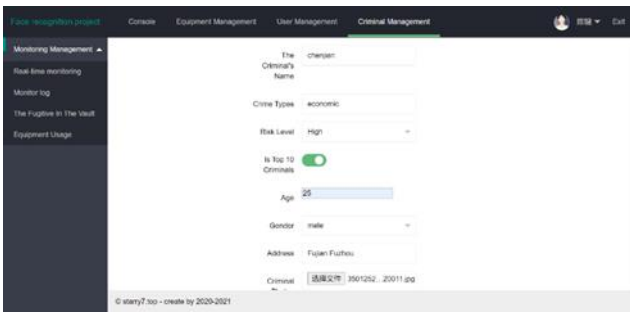 Face recognition project
Console
Equipment Management
User Management
Criminal Management
Exit
Monitoring Management
Real-time monitoring
Monitor log
The Fugitive In The Vault
Equipment Usage
The
Criminal's
Name
chenjian
Crime Types
economic
Risk Level
High
Is Top 10
Criminals
Age
25
Gender
male
Address
Fujian Fuzhou
Criminal
选择文件 3501252...20011.jpg
© starry7.top - create by 2020-2021